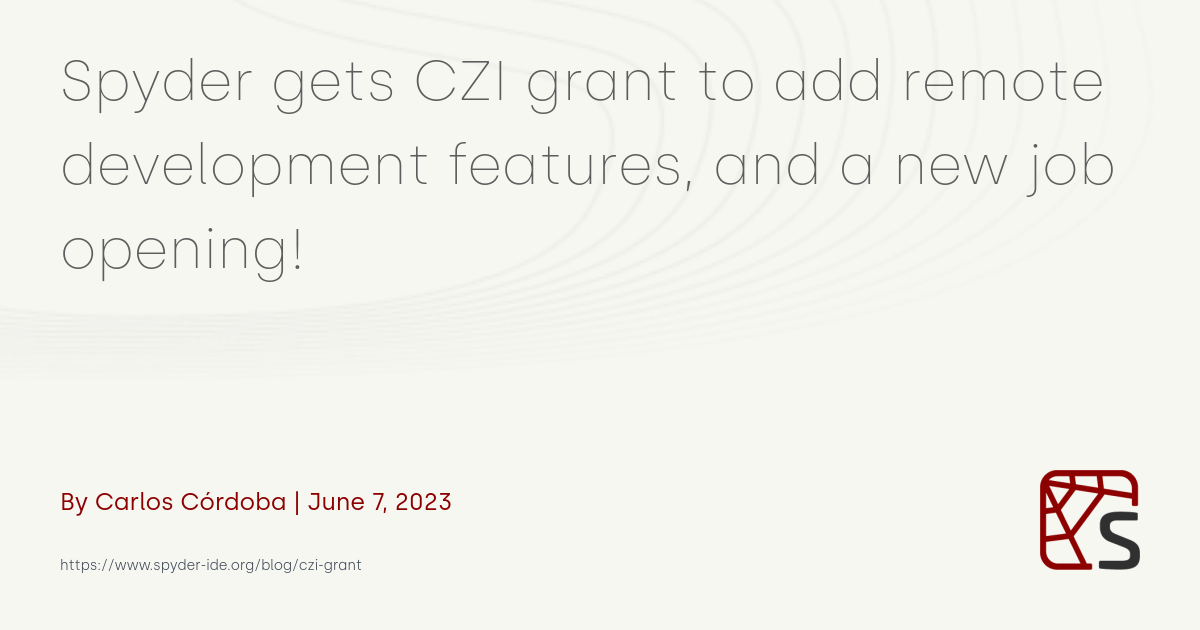 Spyder gets CZI grant to add remote
development features, and a new job
opening!
By Carlos Córdoba | June 7, 2023
https://www.spyder-ide.org/blog/czi-grant
S